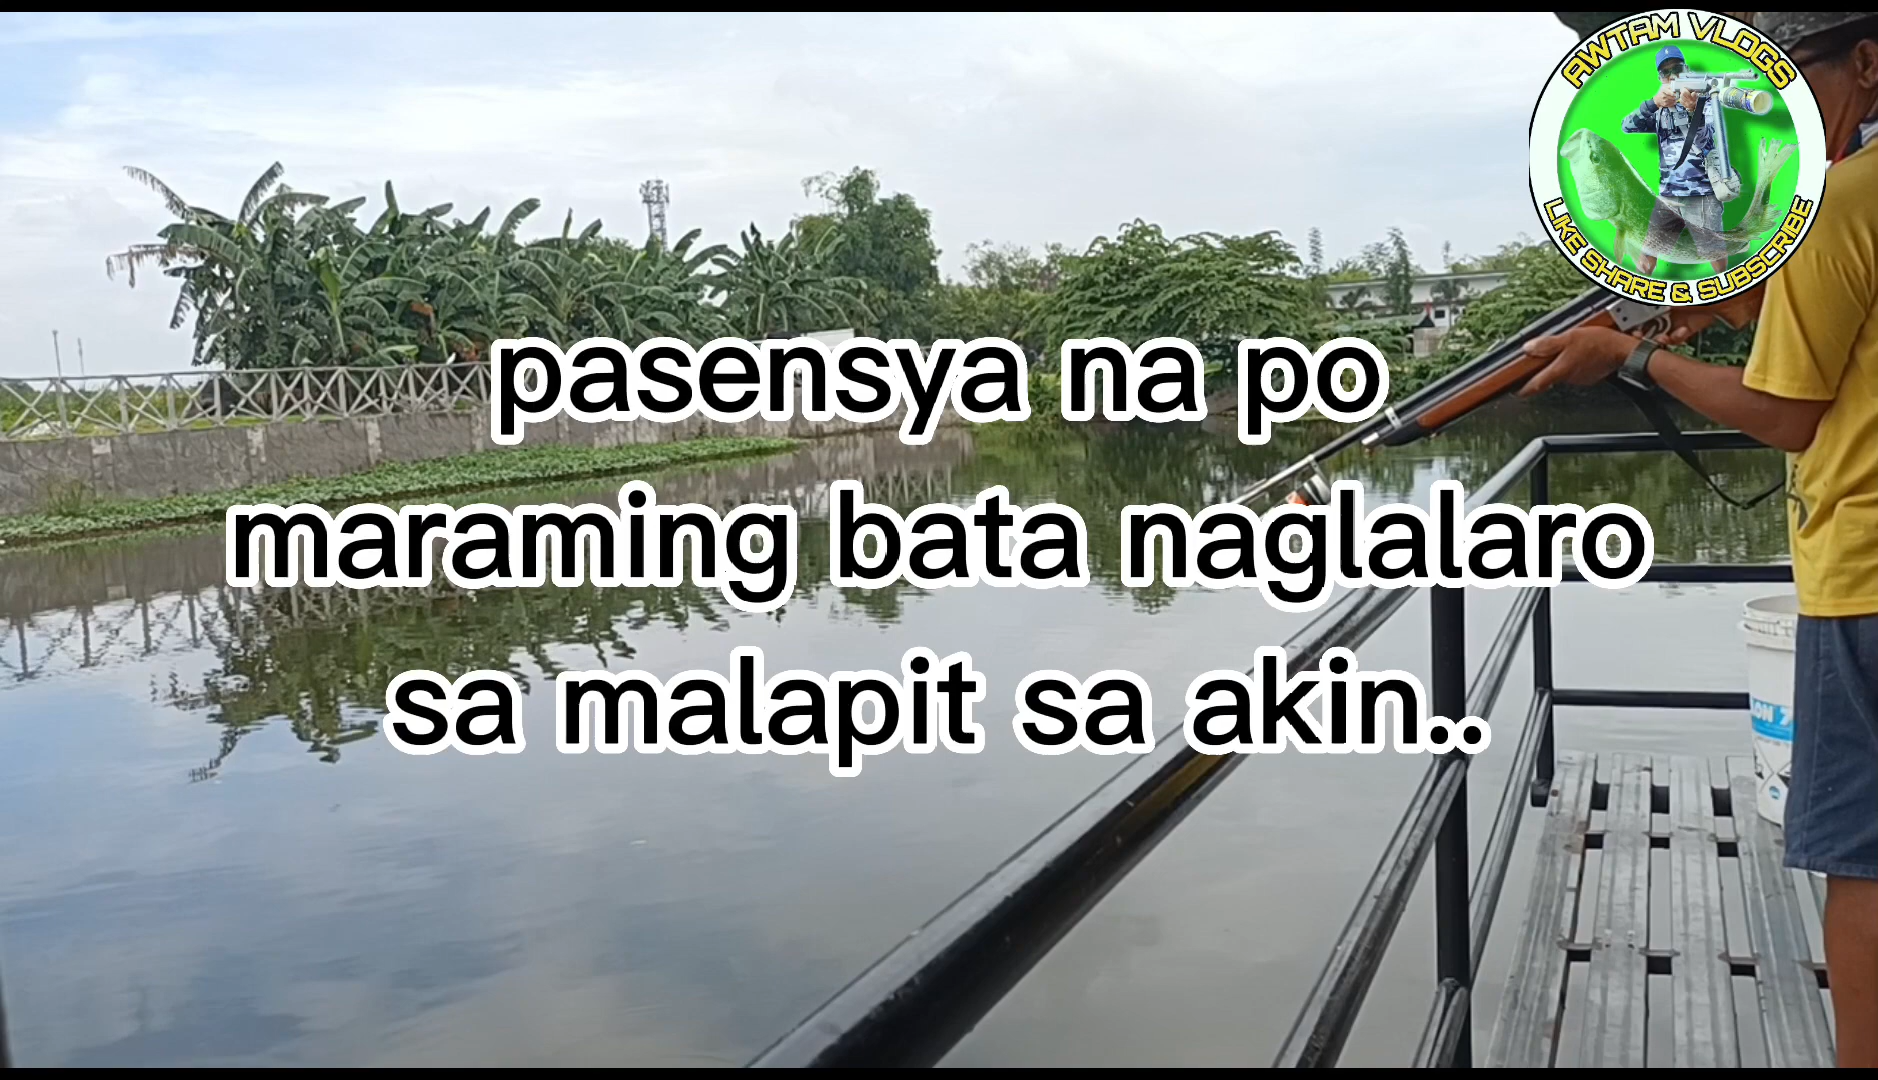 AWTAM VLOGS
LIKE SHARE & SUBSCRIBE
pasensya na po
maraming bata naglalaro
sa malapit sa akin..